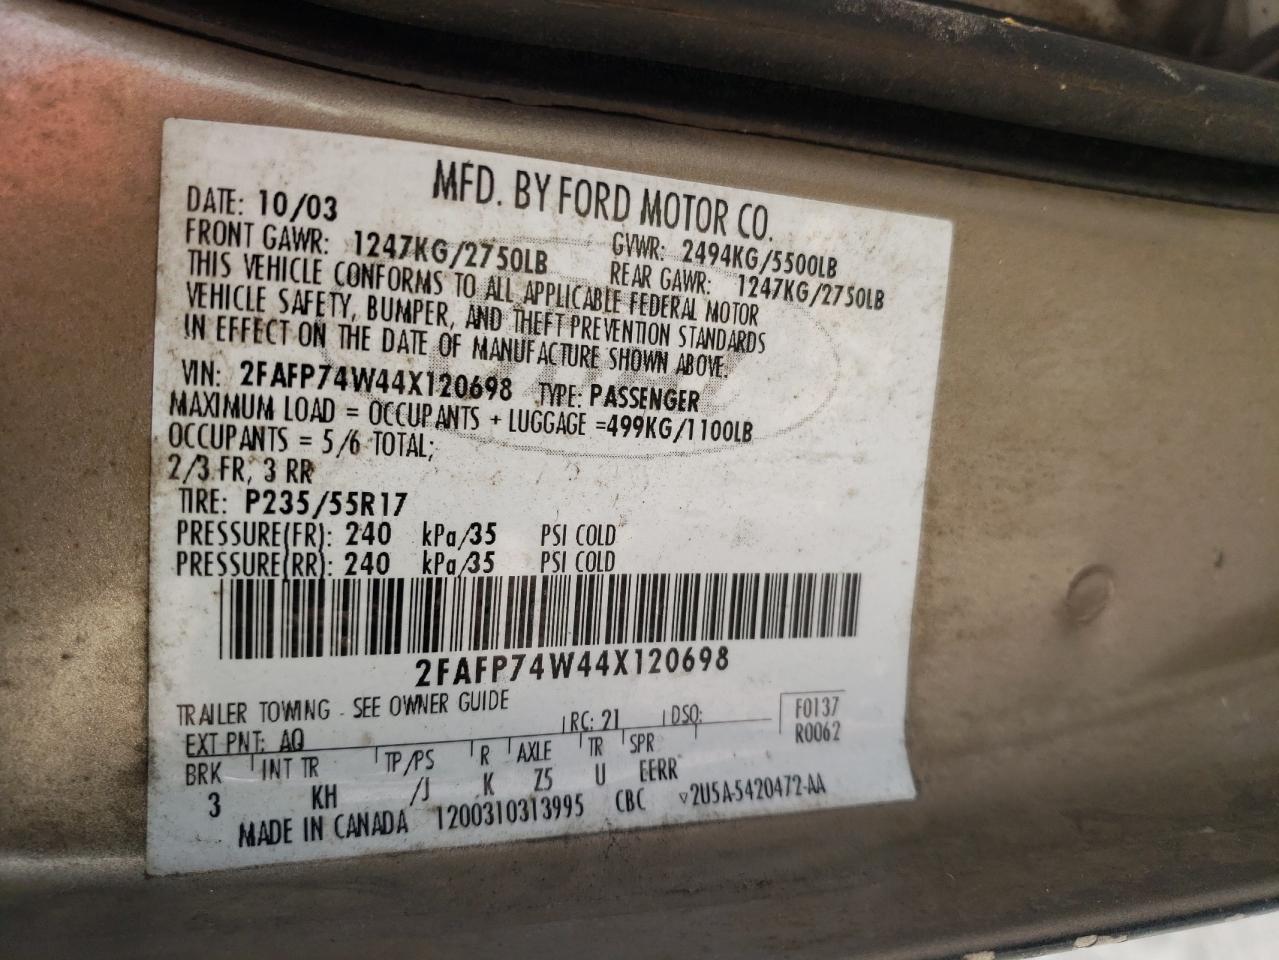 MFD. BY FORD MOTOR CO.
DATE: 10/03 GVWR: 2494KG/5500LB
FRONT GAWR: 1247KG/2750LB REAR GAWR: 1247KG/2750LB
THIS VEHICLE CONFORMS TO ALL APPLICABLE FEDERAL MOTOR
VEHICLE SAFETY, BUMPER, AND THEFT PREVENTION STANDARDS
IN EFFECT ON THE DATE OF MANUFACTURE SHOWN ABOVE.
VIN: 2FAFP74W44X120698 TYPE: PASSENGER
MAXIMUM LOAD = OCCUPANTS + LUGGAGE =499KG/1100LB
OCCUPANTS = 5/6 TOTAL;
2/3 FR, 3 RR
TIRE: P235/55R17
PRESSURE(FR): 240 kPa/35 PSI COLD
PRESSURE(RR): 240 kPa/35 PSI COLD
2FAFP74W44X120698
TRAILER TOWING - SEE OWNER GUIDE
EXT PNT: AQ RC: 21 DSO: F0137
R0062
BRK INT TR TP/PS R AXLE TR SPR
3 KH /J K Z5 U EERR
MADE IN CANADA 1200310313995 CBC ▿2U5A-5420472-AA